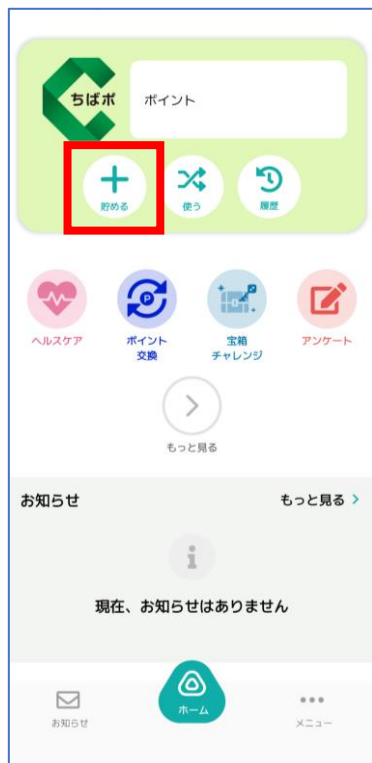 ちばポ
ポイント
貯める
使う
履歴
ヘルスケア
ポイント
交換
宝箱
チャレンジ
アンケート
もっと見る
お知らせ
もっと見る
現在、お知らせはありません
お知らせ
ホーム
メニュー